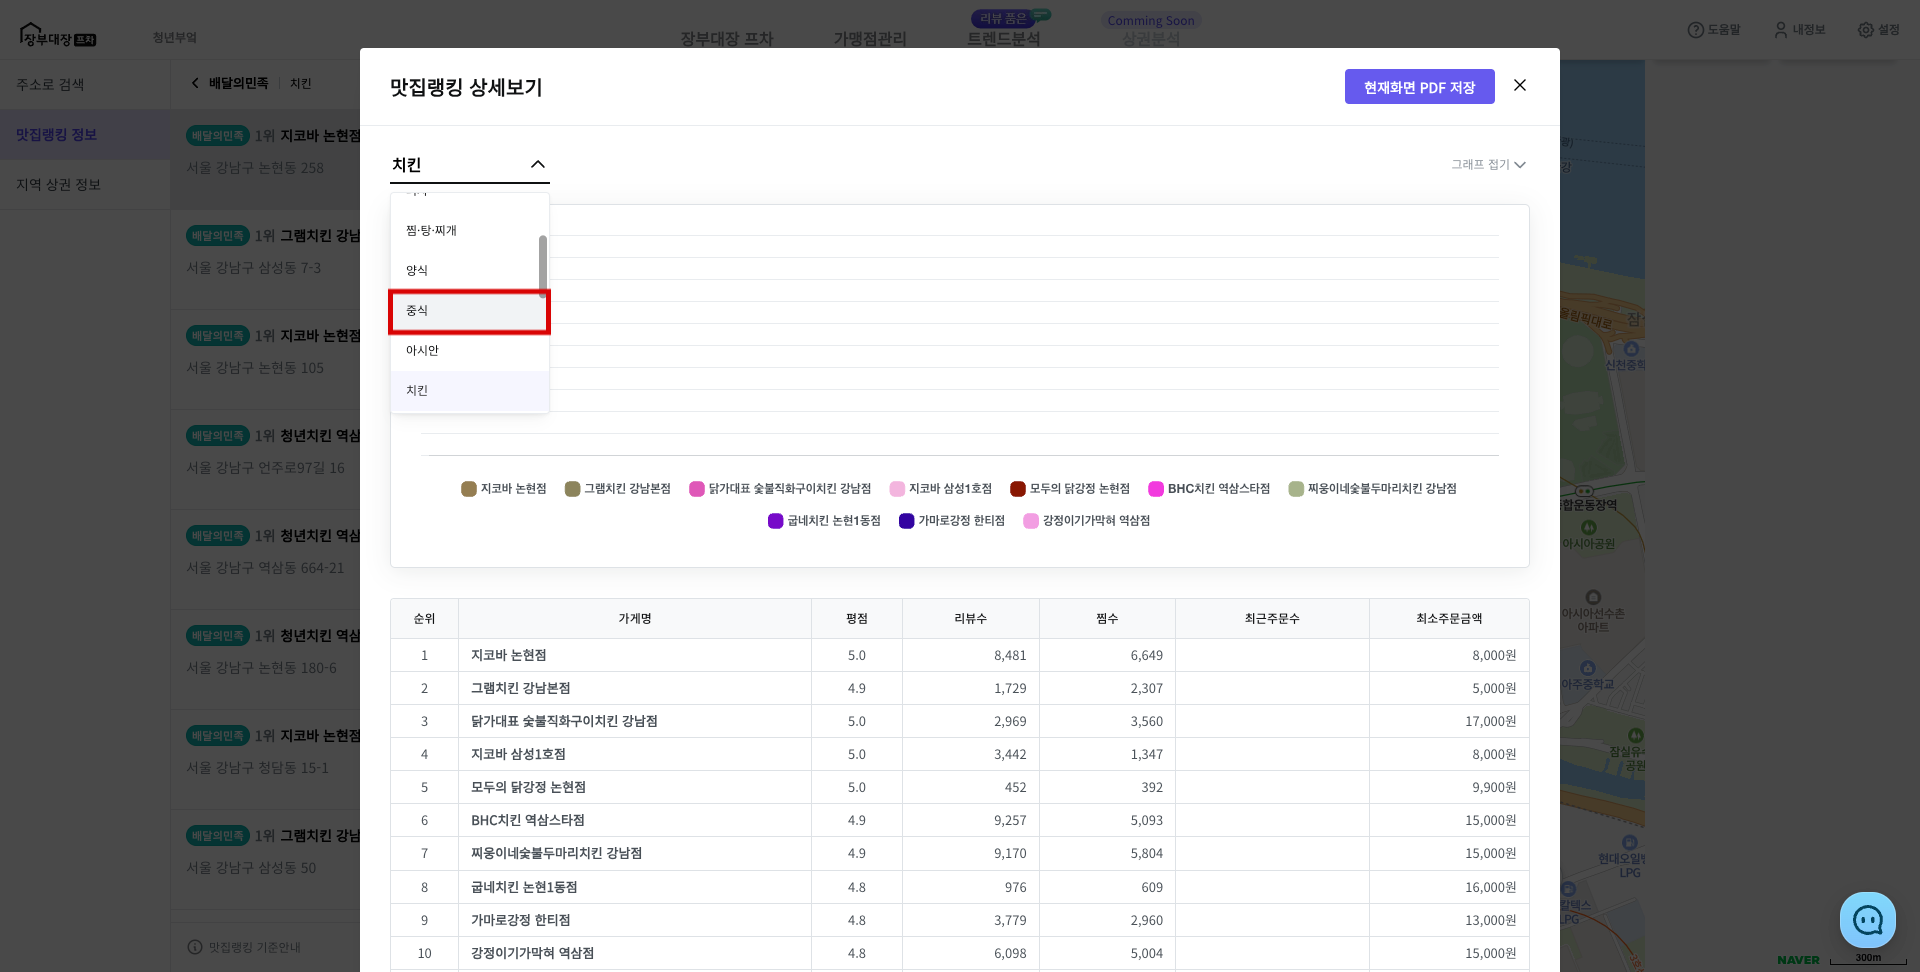 장부대장 프차
청년부엌
장부대장 프차
가맹점관리
리뷰 품은
트렌드분석
Comming Soon
상권분석
도움말
내정보
설정
주소로 검색
맛집랭킹 정보
지역 상권 정보
배달의민족
치킨
배달의민족 1위 지코바 논현점
서울 강남구 논현동 258
배달의민족 1위 그램치킨 강남
서울 강남구 삼성동 7-3
배달의민족 1위 지코바 논현점
서울 강남구 논현동 105
배달의민족 1위 청년치킨 역삼
서울 강남구 언주로97길 16
배달의민족 1위 청년치킨 역삼
서울 강남구 역삼동 664-21
배달의민족 1위 청년치킨 역삼
서울 강남구 논현동 180-6
배달의민족 1위 지코바 논현점
서울 강남구 청담동 15-1
배달의민족 1위 그램치킨 강남
서울 강남구 삼성동 50
맛집랭킹 기준안내
맛집랭킹 상세보기
현재화면 PDF 저장
치킨
그래프 접기
찜·탕·찌개
양식
중식
아시안
치킨
지코바 논현점
그램치킨 강남본점
닭가대표 숯불직화구이치킨 강남점
지코바 삼성1호점
모두의 닭강정 논현점
BHC치킨 역삼스타점
찌웅이네숯불두마리치킨 강남점
굽네치킨 논현1동점
가마로강정 한티점
강정이기가막혀 역삼점
순위 가게명 평점 리뷰수 찜수 최근주문수 최소주문금액
1 지코바 논현점 5.0 8,481 6,649 8,000원
2 그램치킨 강남본점 4.9 1,729 2,307 5,000원
3 닭가대표 숯불직화구이치킨 강남점 5.0 2,969 3,560 17,000원
4 지코바 삼성1호점 5.0 3,442 1,347 8,000원
5 모두의 닭강정 논현점 5.0 452 392 9,900원
6 BHC치킨 역삼스타점 4.9 9,257 5,093 15,000원
7 찌웅이네숯불두마리치킨 강남점 4.9 9,170 5,804 15,000원
8 굽네치킨 논현1동점 4.8 976 609 16,000원
9 가마로강정 한티점 4.8 3,779 2,960 13,000원
10 강정이기가막혀 역삼점 4.8 6,098 5,004 15,000원
올림픽대로
신천중학
합운동장역
아시아공원
아시아선수촌
아파트
아주중학교
잠실유수
공원
현대오일뱅
LPG
칼텍스
LPG
NAVER
300m